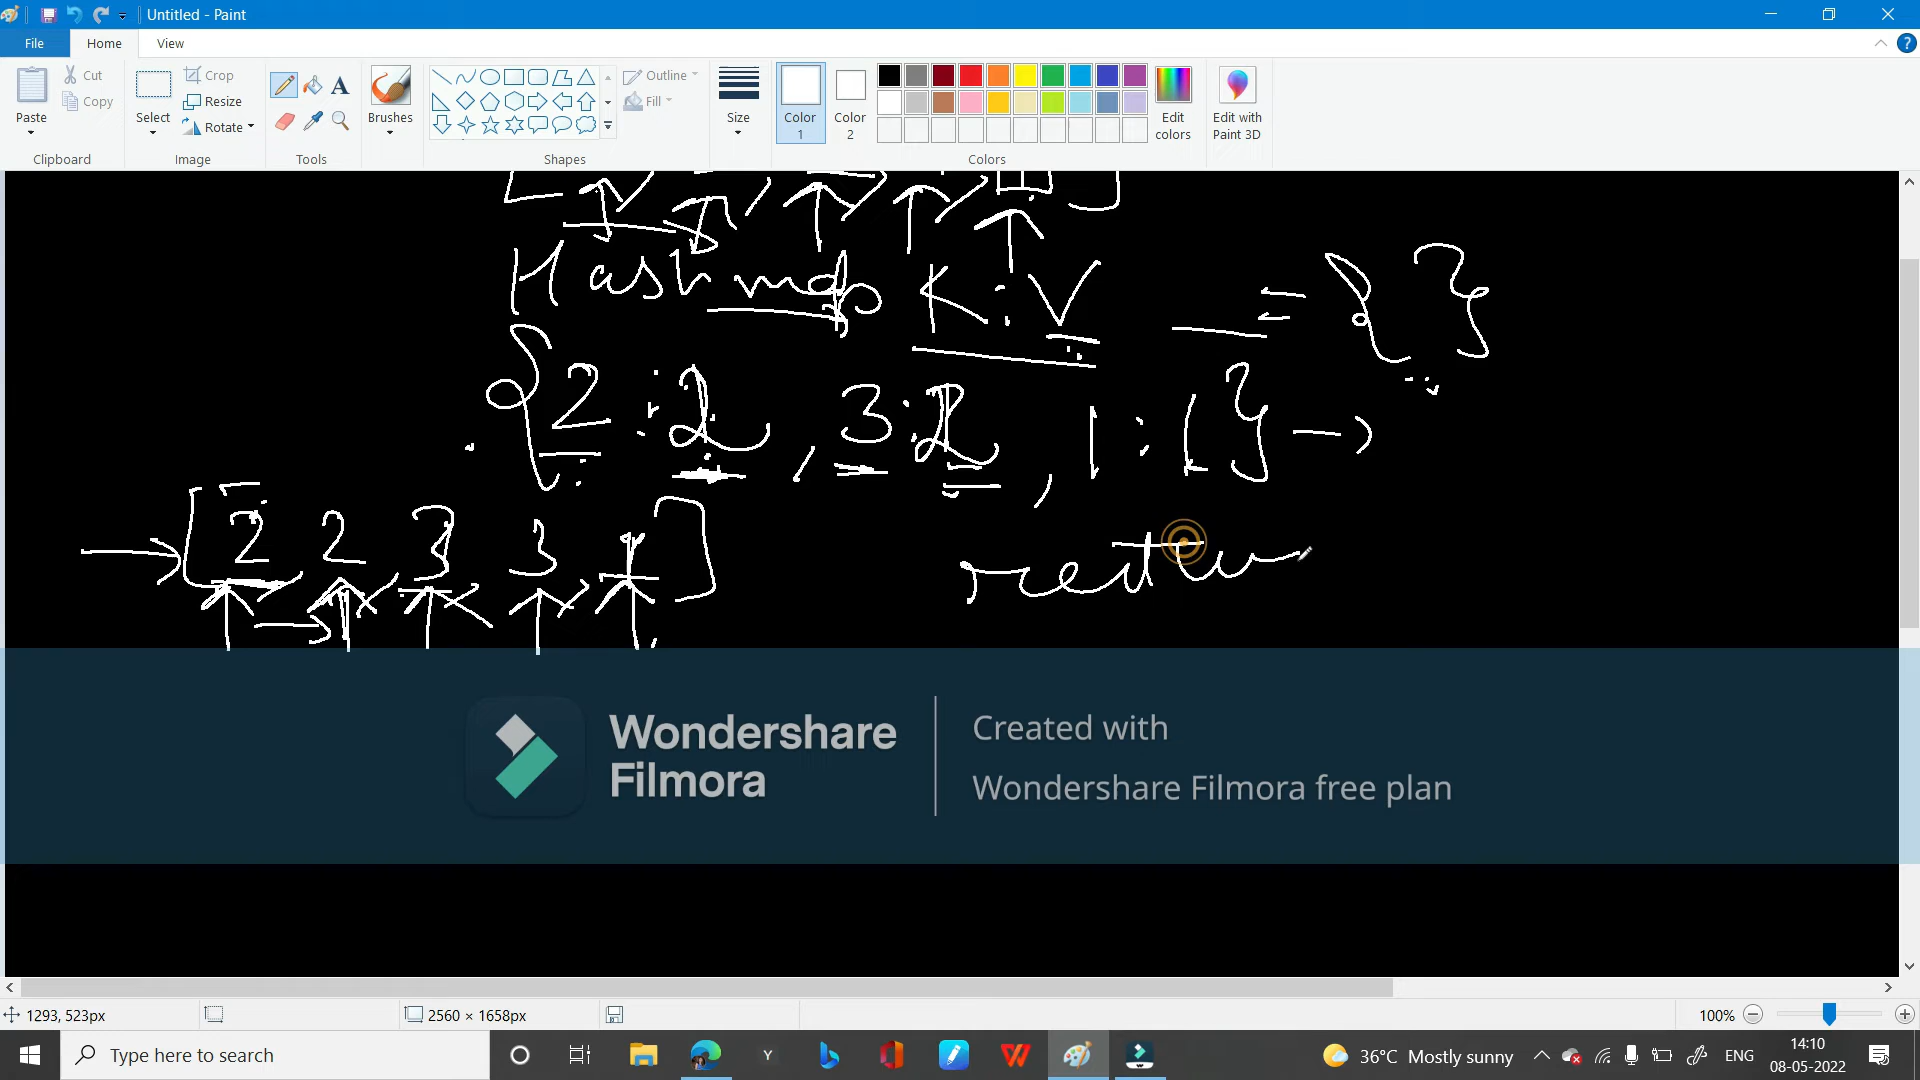 Untitled - Paint
File Home View
Paste Cut Copy Select Crop Resize Rotate Brushes Outline Fill Size Color 1 Color 2 Edit colors Edit with Paint 3D
Clipboard Image Tools Shapes Colors
Hash map K:V = { }
{2:2, 3:2, 1:1} →
→ [2, 2, 3, 3, 1]
Wondershare Filmora
Created with
Wondershare Filmora free plan
1293, 523px 2560 × 1658px 100%
Type here to search 36°C Mostly sunny ENG 14:10
08-05-2022